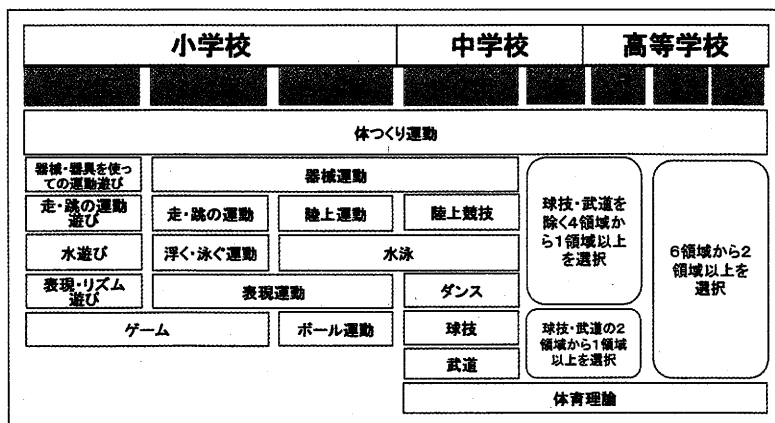 小学校
中学校
高等学校
体つくり運動
器械・器具を使っ
ての運動遊び
器械運動
走・跳の運動
遊び
走・跳の運動
陸上運動
陸上競技
水遊び
浮く・泳ぐ運動
水泳
表現・リズム
遊び
表現運動
ダンス
ゲーム
ボール運動
球技
武道
球技・武道を
除く4領域か
ら1領域以上
を選択
球技・武道の2
領域から1領域
以上を選択
6領域から2
領域以上を
選択
体育理論